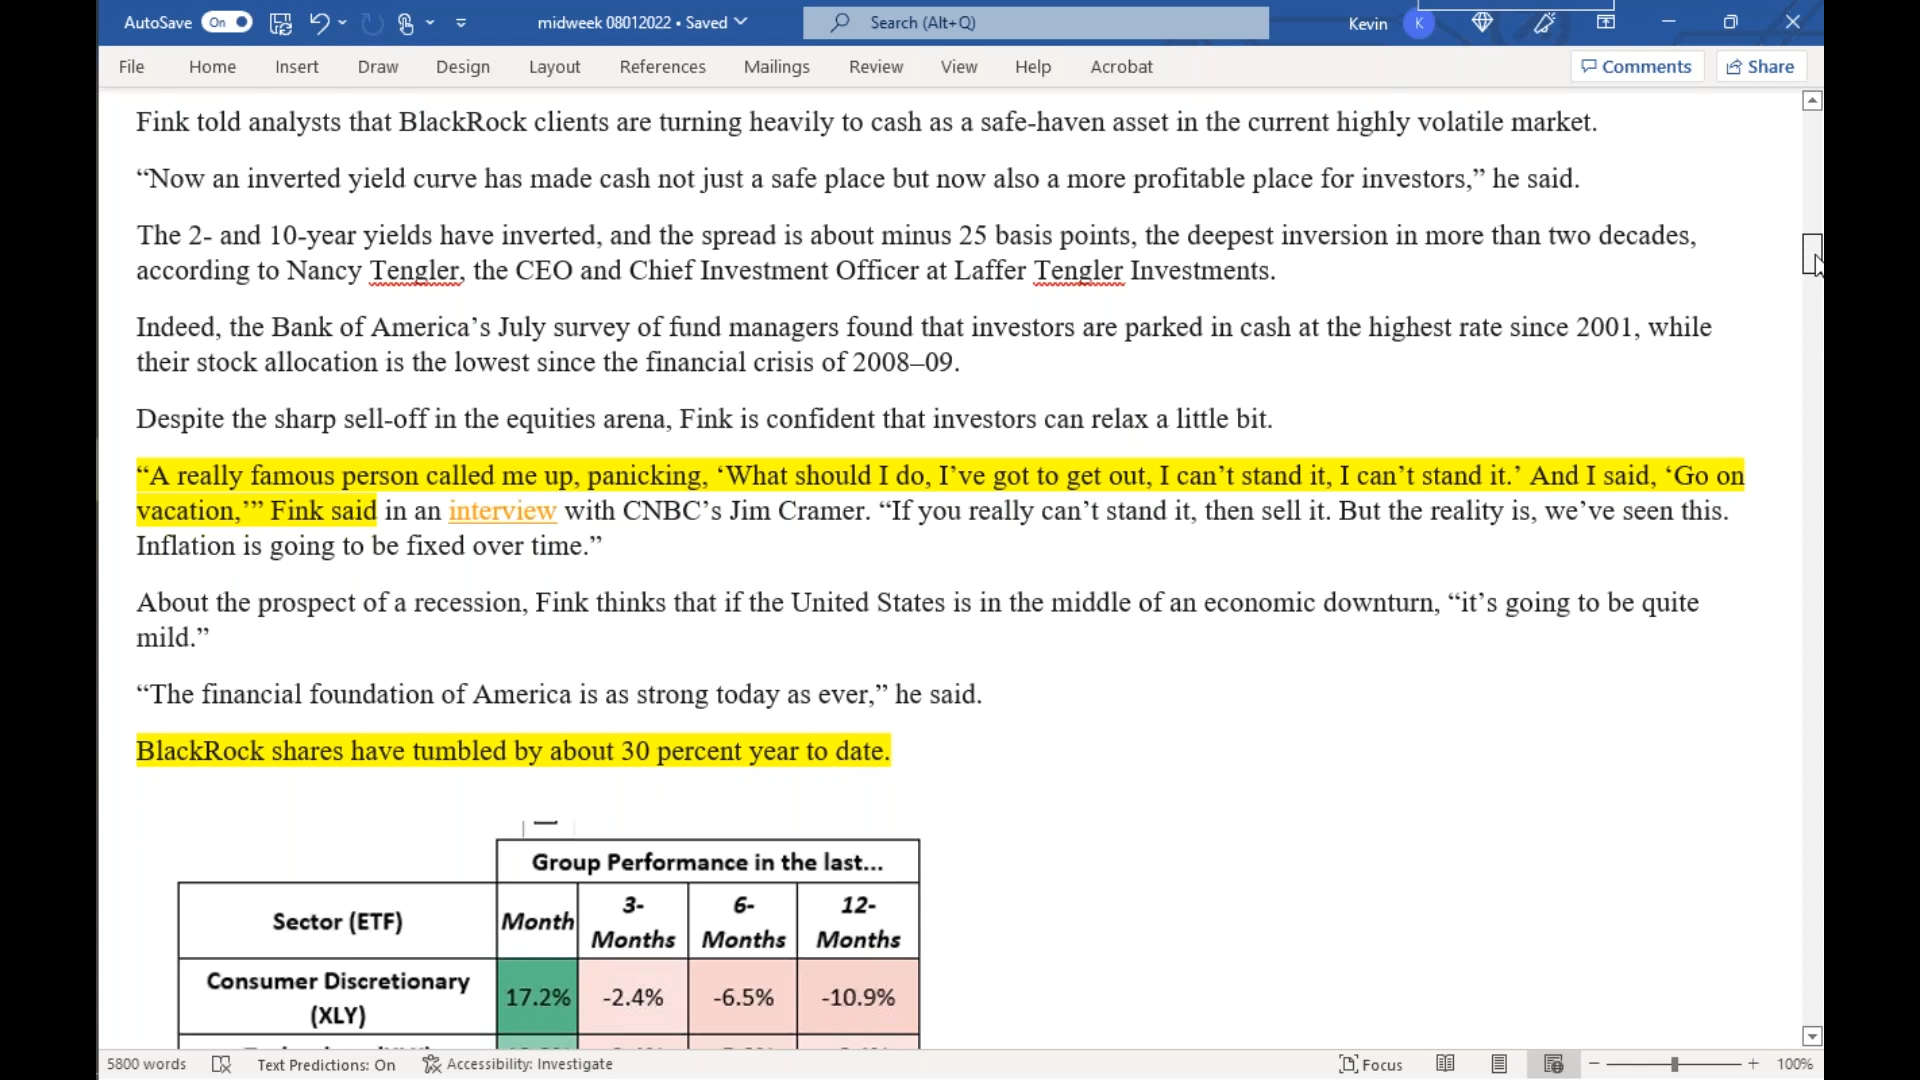 AutoSave On midweek 08012022 • Saved Search (Alt+Q) Kevin K
File Home Insert Draw Design Layout References Mailings Review View Help Acrobat Comments Share
Fink told analysts that BlackRock clients are turning heavily to cash as a safe-haven asset in the current highly volatile market.
“Now an inverted yield curve has made cash not just a safe place but now also a more profitable place for investors,” he said.
The 2- and 10-year yields have inverted, and the spread is about minus 25 basis points, the deepest inversion in more than two decades,
according to Nancy Tengler, the CEO and Chief Investment Officer at Laffer Tengler Investments.
Indeed, the Bank of America’s July survey of fund managers found that investors are parked in cash at the highest rate since 2001, while
their stock allocation is the lowest since the financial crisis of 2008–09.
Despite the sharp sell-off in the equities arena, Fink is confident that investors can relax a little bit.
“A really famous person called me up, panicking, ‘What should I do, I’ve got to get out, I can’t stand it, I can’t stand it.’ And I said, ‘Go on
vacation,’” Fink said in an interview with CNBC’s Jim Cramer. “If you really can’t stand it, then sell it. But the reality is, we’ve seen this.
Inflation is going to be fixed over time.”
About the prospect of a recession, Fink thinks that if the United States is in the middle of an economic downturn, “it’s going to be quite
mild.”
“The financial foundation of America is as strong today as ever,” he said.
BlackRock shares have tumbled by about 30 percent year to date.
Group Performance in the last...
Sector (ETF) Month 3-Months 6-Months 12-Months
Consumer Discretionary (XLY) 17.2% -2.4% -6.5% -10.9%
5800 words Text Predictions: On Accessibility: Investigate Focus 100%